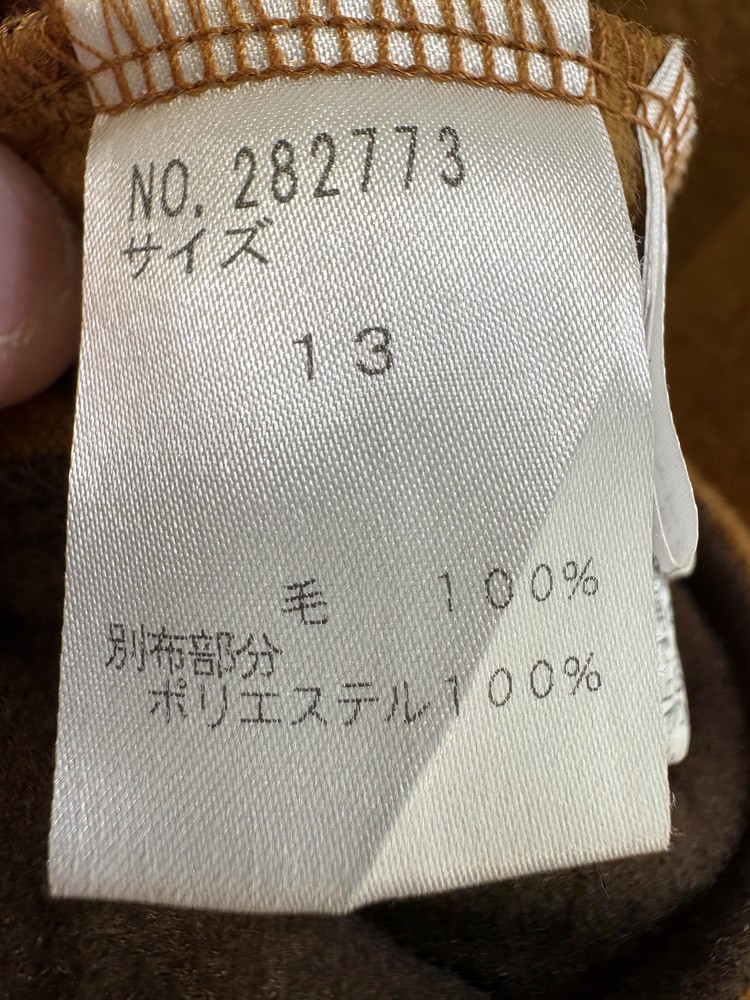 NO. 282773
サイズ
13
毛 100%
別布部分
ポリエステル100%